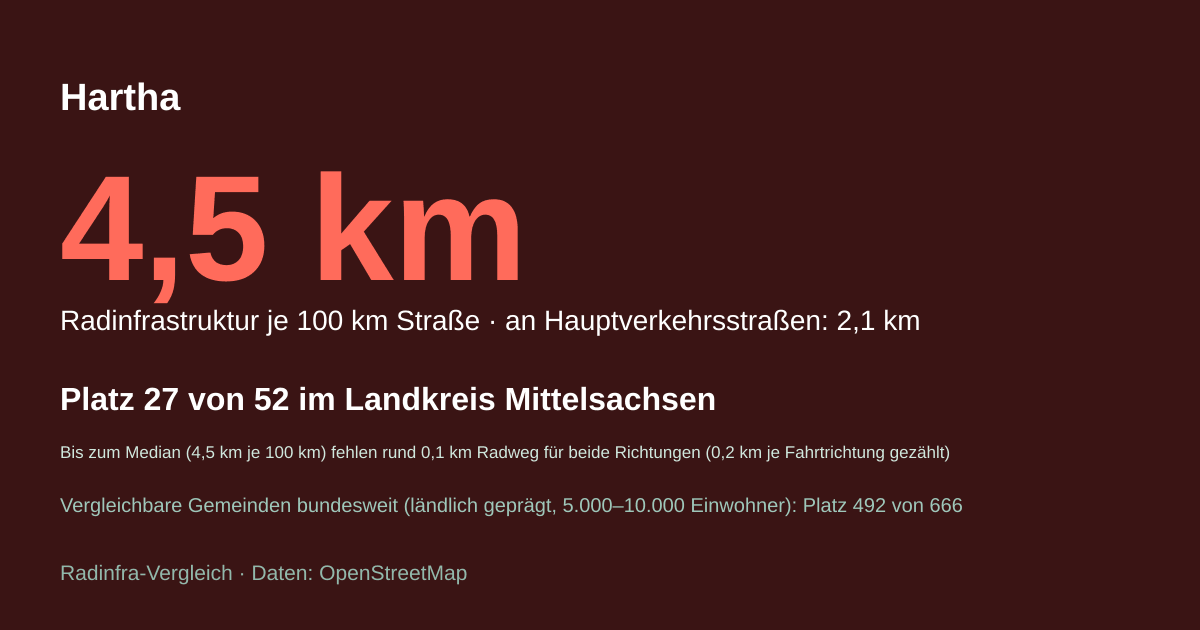 Hartha
4,5 km
Radinfrastruktur je 100 km Straße · an Hauptverkehrsstraßen: 2,1 km
Platz 27 von 52 im Landkreis Mittelsachsen
Bis zum Median (4,5 km je 100 km) fehlen rund 0,1 km Radweg für beide Richtungen (0,2 km je Fahrtrichtung gezählt)
Vergleichbare Gemeinden bundesweit (ländlich geprägt, 5.000–10.000 Einwohner): Platz 492 von 666
Radinfra-Vergleich · Daten: OpenStreetMap